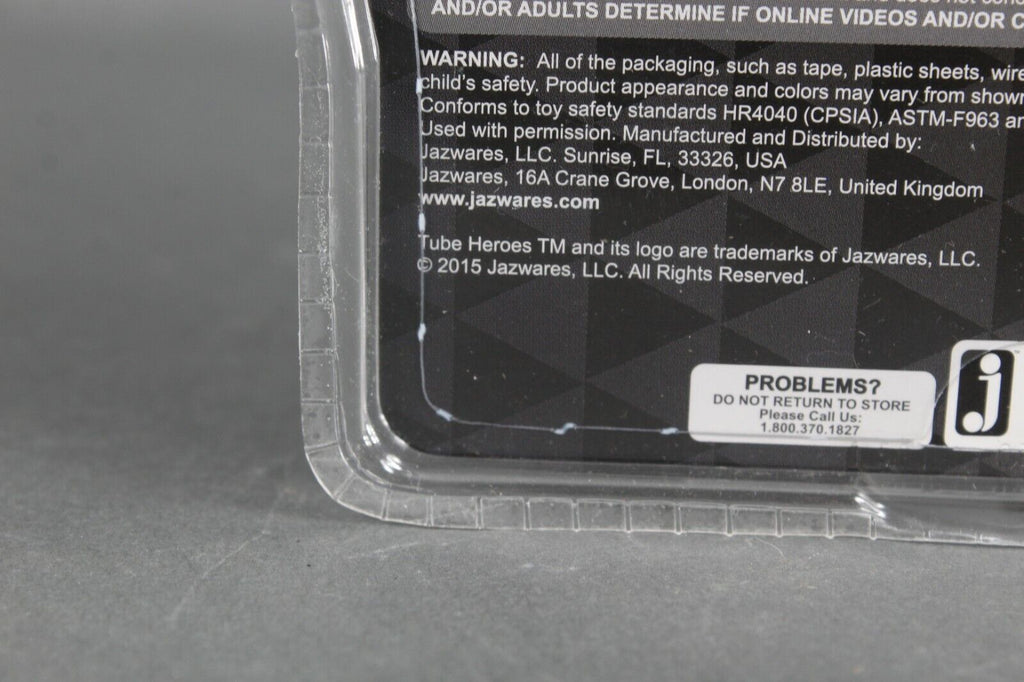 and does not
AND/OR ADULTS DETERMINE IF ONLINE VIDEOS AND/OR C
WARNING: All of the packaging, such as tape, plastic sheets, wire
child's safety. Product appearance and colors may vary from shown
Conforms to toy safety standards HR4040 (CPSIA), ASTM-F963 an
Used with permission. Manufactured and Distributed by:
Jazwares, LLC. Sunrise, FL, 33326, USA
Jazwares, 16A Crane Grove, London, N7 8LE, United Kingdom
www.jazwares.com
Tube Heroes TM and its logo are trademarks of Jazwares, LLC.
© 2015 Jazwares, LLC. All Rights Reserved.
PROBLEMS?
DO NOT RETURN TO STORE
Please Call Us:
1.800.370.1827
j